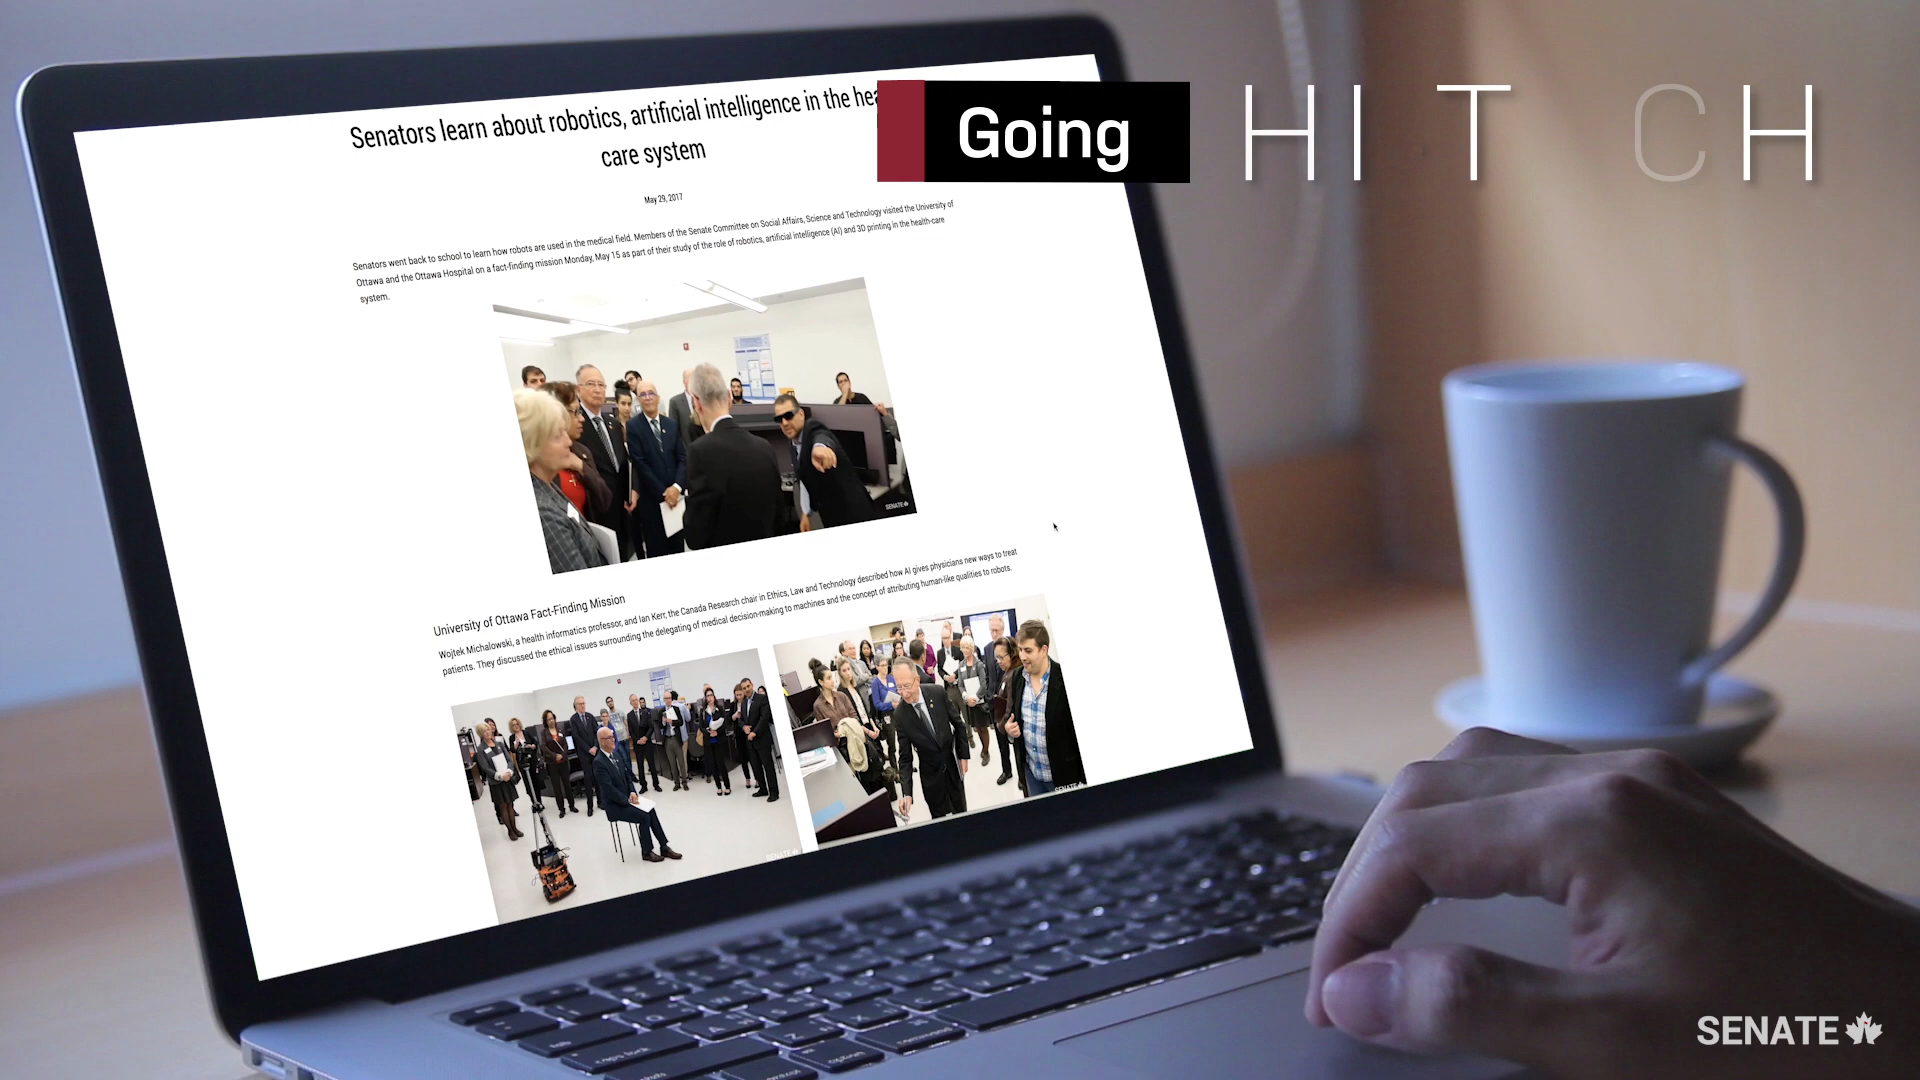 Senators learn about robotics, artificial intelligence in the hea
care system
May 29, 2017
Senators went back to school to learn how robots are used in the medical field. Members of the Senate Committee on Social Affairs, Science and Technology visited the University of
Ottawa and the Ottawa Hospital on a fact-finding mission Monday, May 15 as part of their study of the role of robotics, artificial intelligence (AI) and 3D printing in the health-care
system.
Going
HIT CH
SENATE
University of Ottawa Fact-Finding Mission
Wojtek Michalowski, a health informatics professor, and Ian Kerr, the Canada Research chair in Ethics, Law and Technology described how AI gives physicians new ways to treat
patients. They discussed the ethical issues surrounding the delegating of medical decision-making to machines and the concept of attributing human-like qualities to robots.
SENATE
SENATE
caps lock
A
Z
SENATE